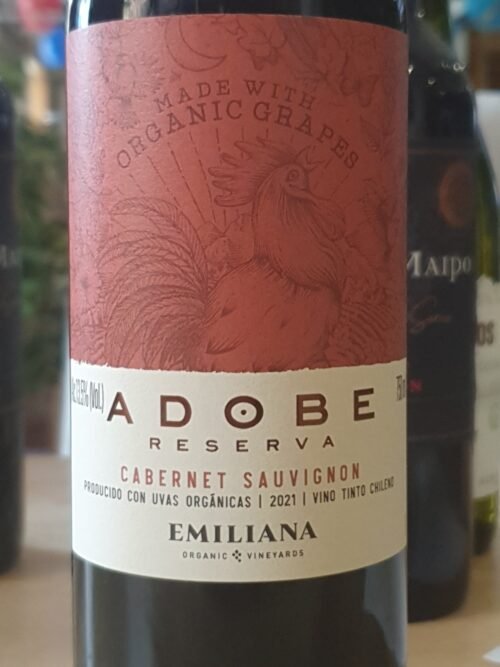 MADE WITH
ORGANIC GRAPES
ADOBE
RESERVA
CABERNET SAUVIGNON
PRODUCIDO CON UVAS ORGÁNICAS | 2021 | VINO TINTO CHILENO
EMILIANA
ORGANIC VINEYARDS
MAIPO